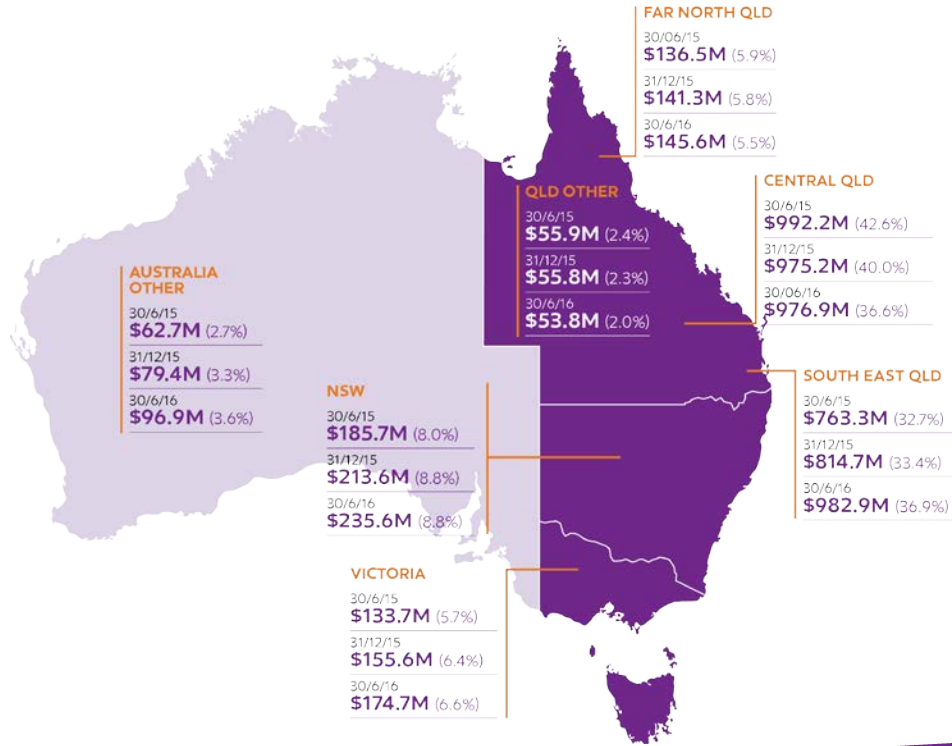 FAR NORTH QLD
30/06/15
$136.5M (5.9%)
31/12/15
$141.3M (5.8%)
30/6/16
$145.6M (5.5%)
CENTRAL QLD
30/6/15
$992.2M (42.6%)
31/12/15
$975.2M (40.0%)
30/06/16
$976.9M (36.6%)
QLD OTHER
30/6/15
$55.9M (2.4%)
31/12/15
$55.8M (2.3%)
30/6/16
$53.8M (2.0%)
AUSTRALIA
OTHER
30/6/15
$62.7M (2.7%)
31/12/15
$79.4M (3.3%)
30/6/16
$96.9M (3.6%)
SOUTH EAST QLD
30/6/15
$763.3M (32.7%)
31/12/15
$814.7M (33.4%)
30/6/16
$982.9M (36.9%)
NSW
30/6/15
$185.7M (8.0%)
31/12/15
$213.6M (8.8%)
30/6/16
$235.6M (8.8%)
VICTORIA
30/6/15
$133.7M (5.7%)
31/12/15
$155.6M (6.4%)
30/6/16
$174.7M (6.6%)